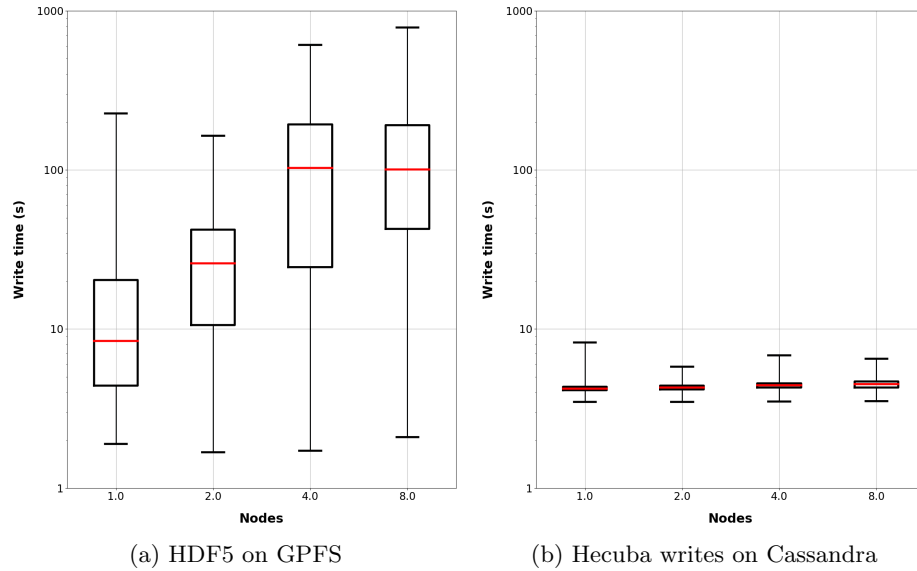 1000
100
10
1
Write time (s)
1.0 2.0 4.0 8.0
Nodes
(a) HDF5 on GPFS
1000
100
10
1
Write time (s)
1.0 2.0 4.0 8.0
Nodes
(b) Hecuba writes on Cassandra